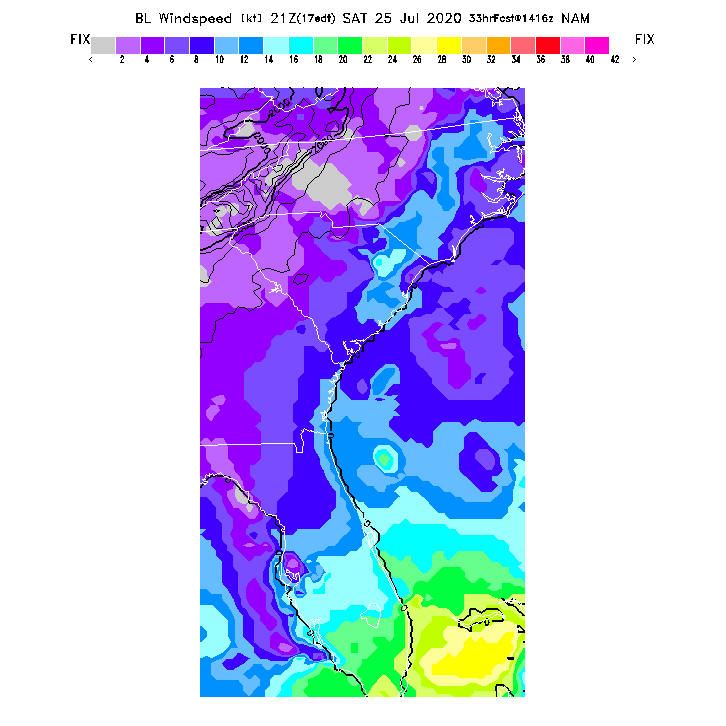 BL Windspeed [kt] 21Z(17edt) SAT 25 Jul 2020 33hrFcst@1416z NAM
FIX FIX
< 2 4 6 8 10 12 14 16 18 20 22 24 26 28 30 32 34 36 38 40 42 >